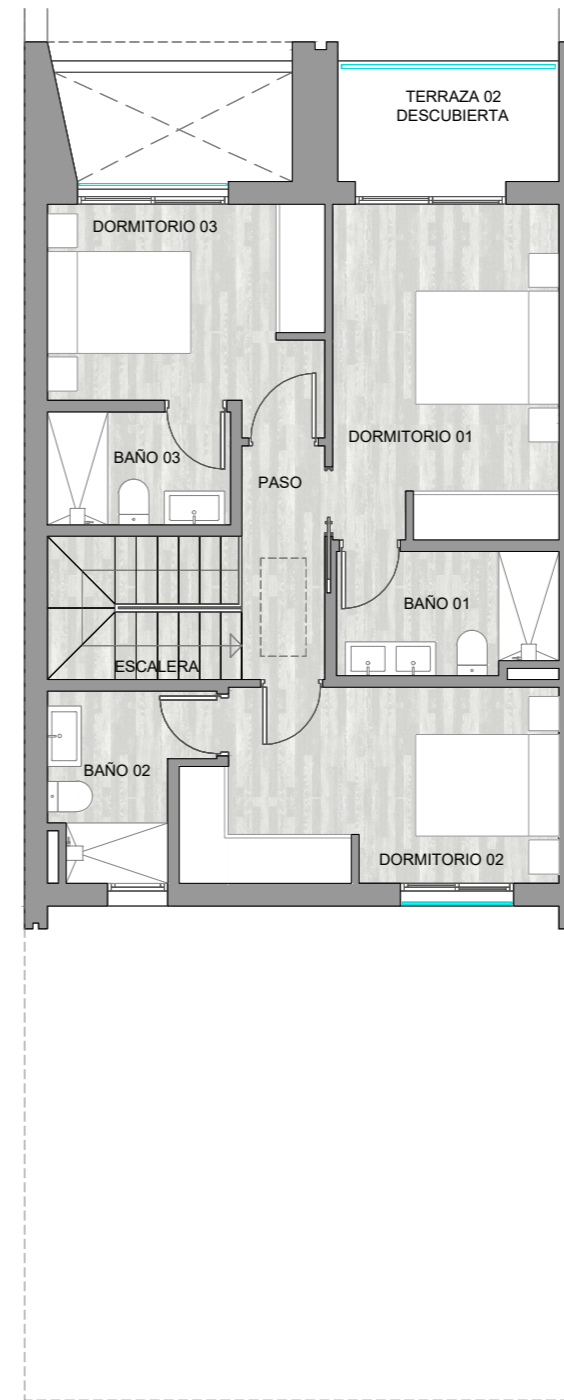 TERRAZA 02
DESCUBIERTA
DORMITORIO 03
DORMITORIO 01
BAÑO 03
PASO
BAÑO 01
ESCALERA
BAÑO 02
DORMITORIO 02